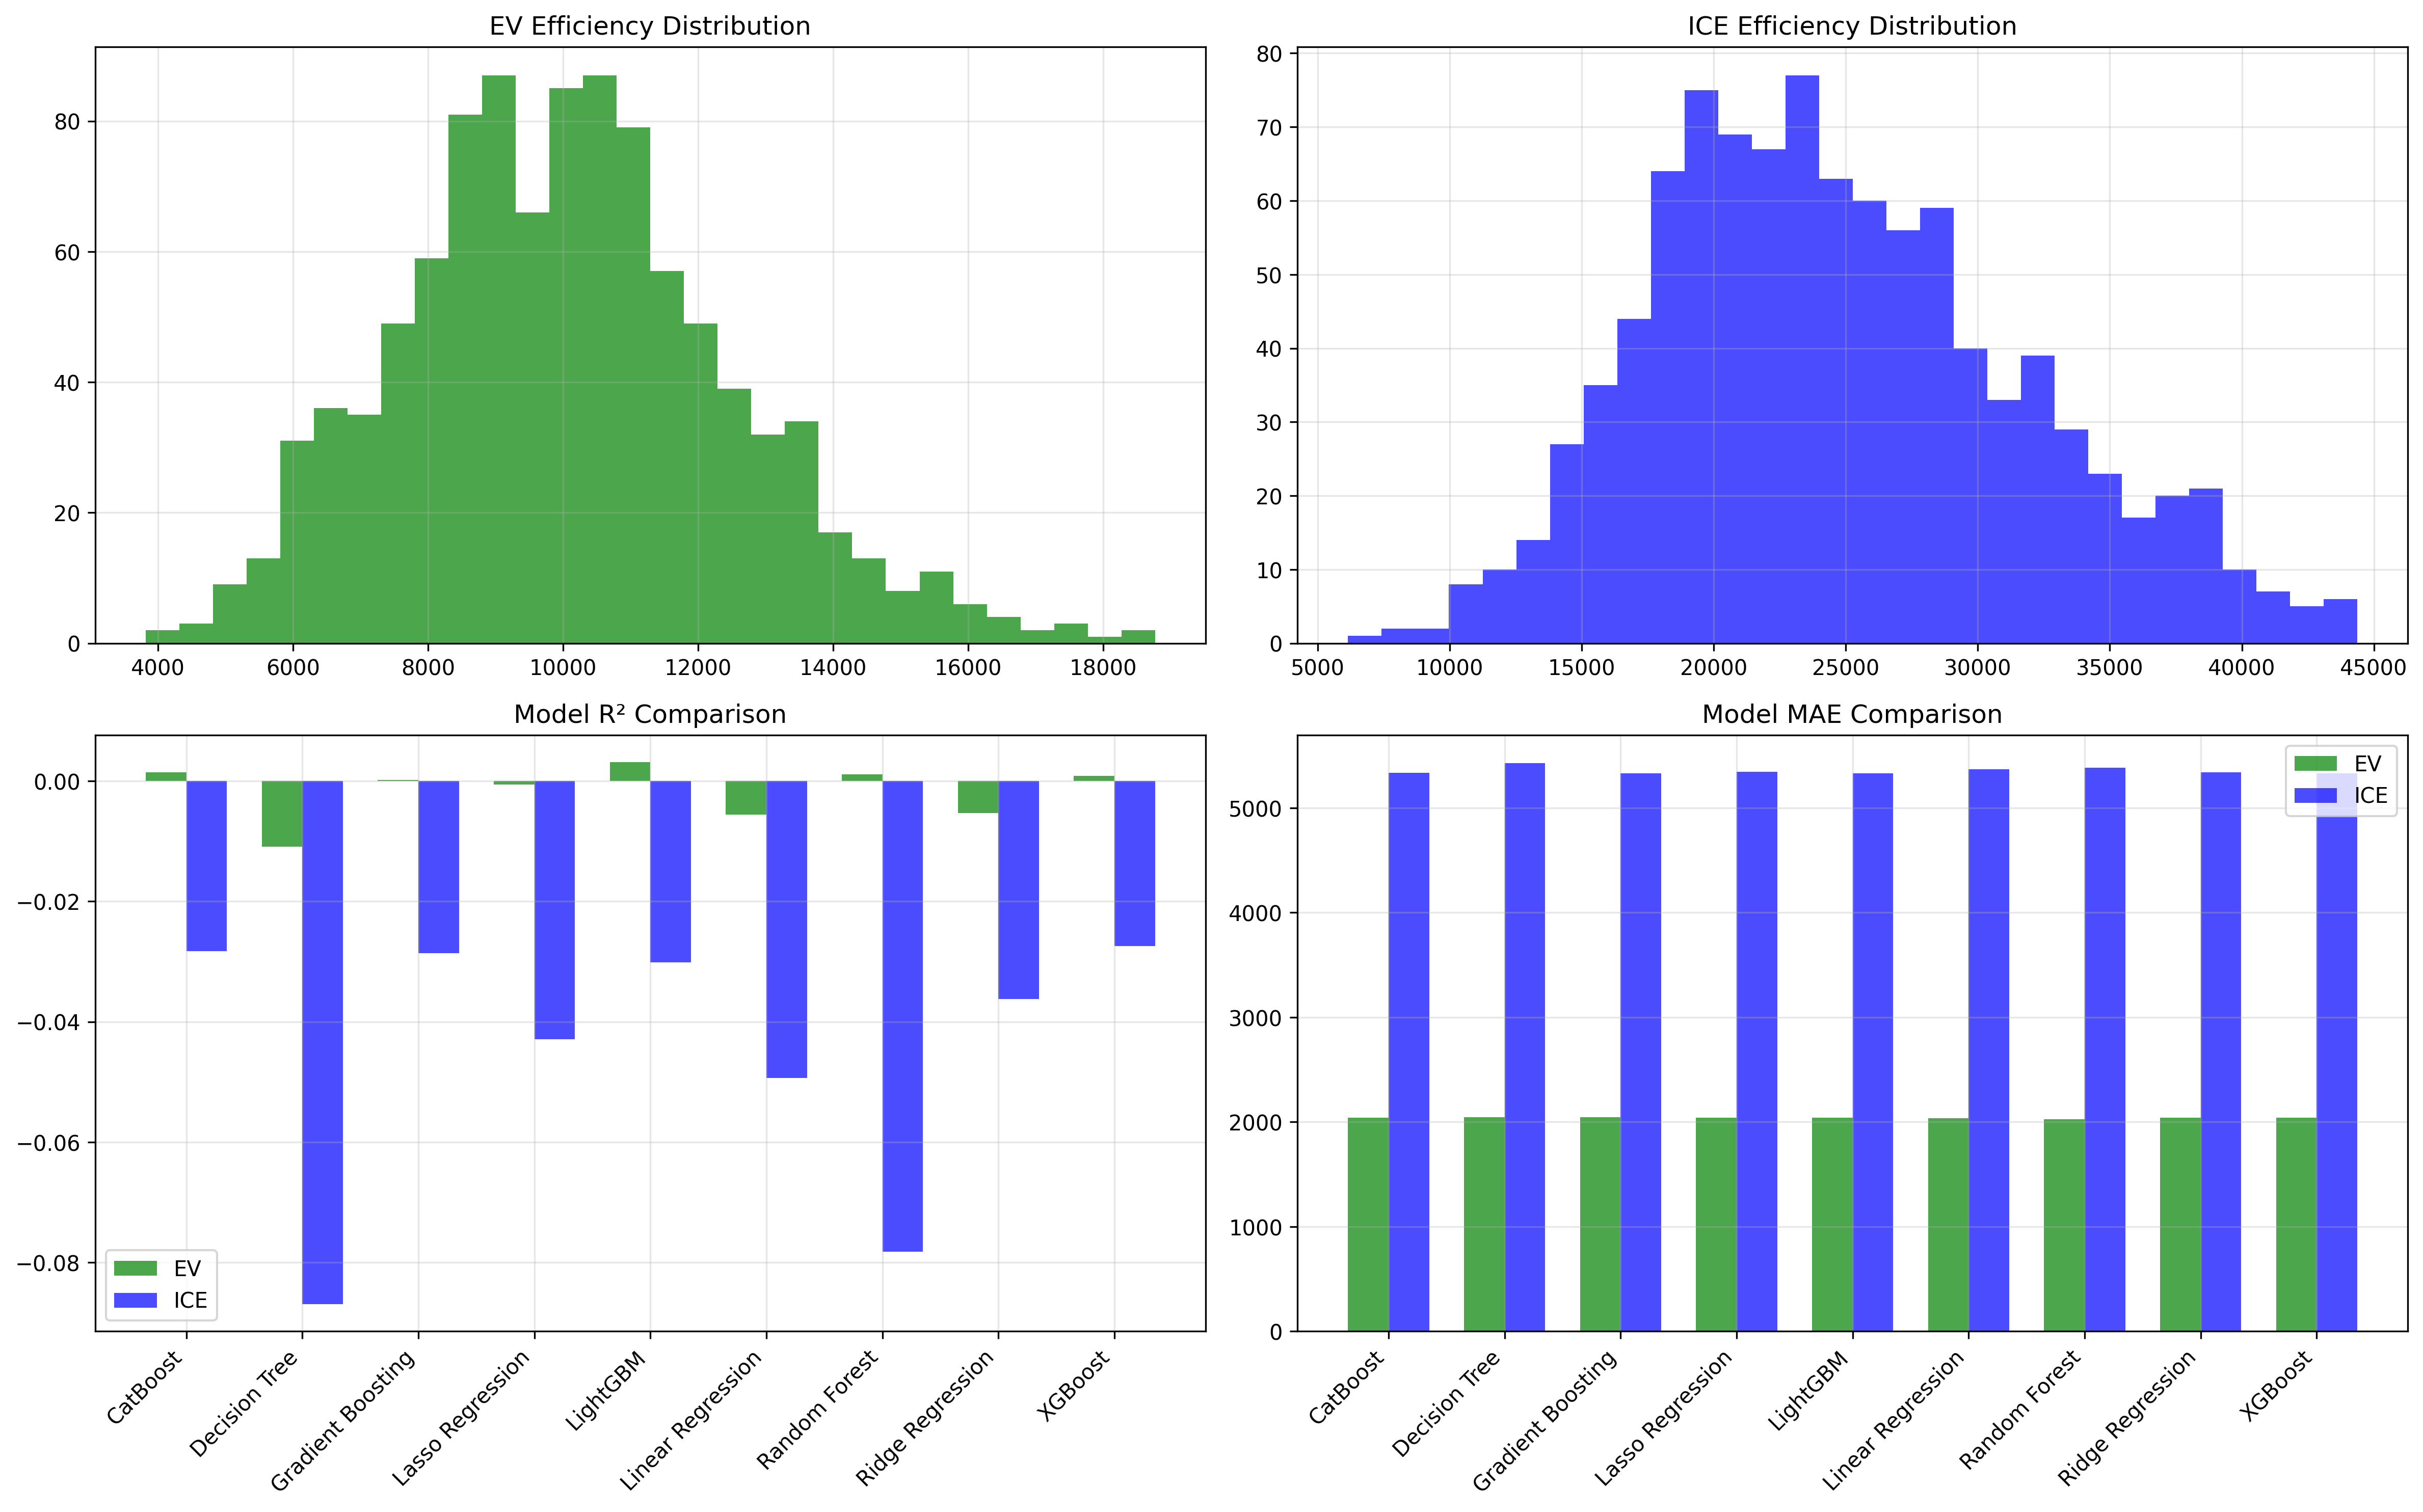 EV Efficiency Distribution
80
60
40
20
0
4000 6000 8000 10000 12000 14000 16000 18000
ICE Efficiency Distribution
80
70
60
50
40
30
20
10
0
5000 10000 15000 20000 25000 30000 35000 40000 45000
Model R² Comparison
0.00
−0.02
−0.04
−0.06
−0.08
EV
ICE
CatBoost
Decision Tree
Gradient Boosting
Lasso Regression
LightGBM
Linear Regression
Random Forest
Ridge Regression
XGBoost
Model MAE Comparison
EV
ICE
5000
4000
3000
2000
1000
0
CatBoost
Decision Tree
Gradient Boosting
Lasso Regression
LightGBM
Linear Regression
Random Forest
Ridge Regression
XGBoost